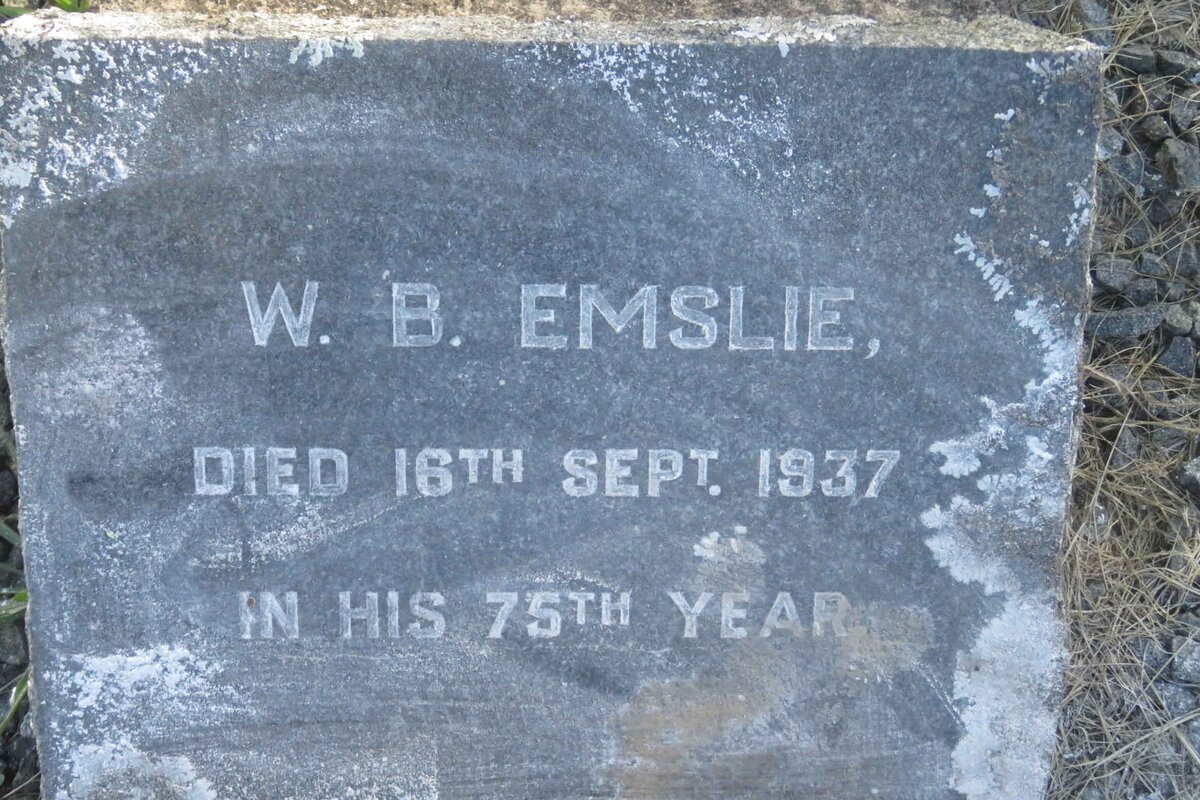 W. B. EMSLIE,
DIED 16TH SEPT. 1937
IN HIS 75TH YEAR